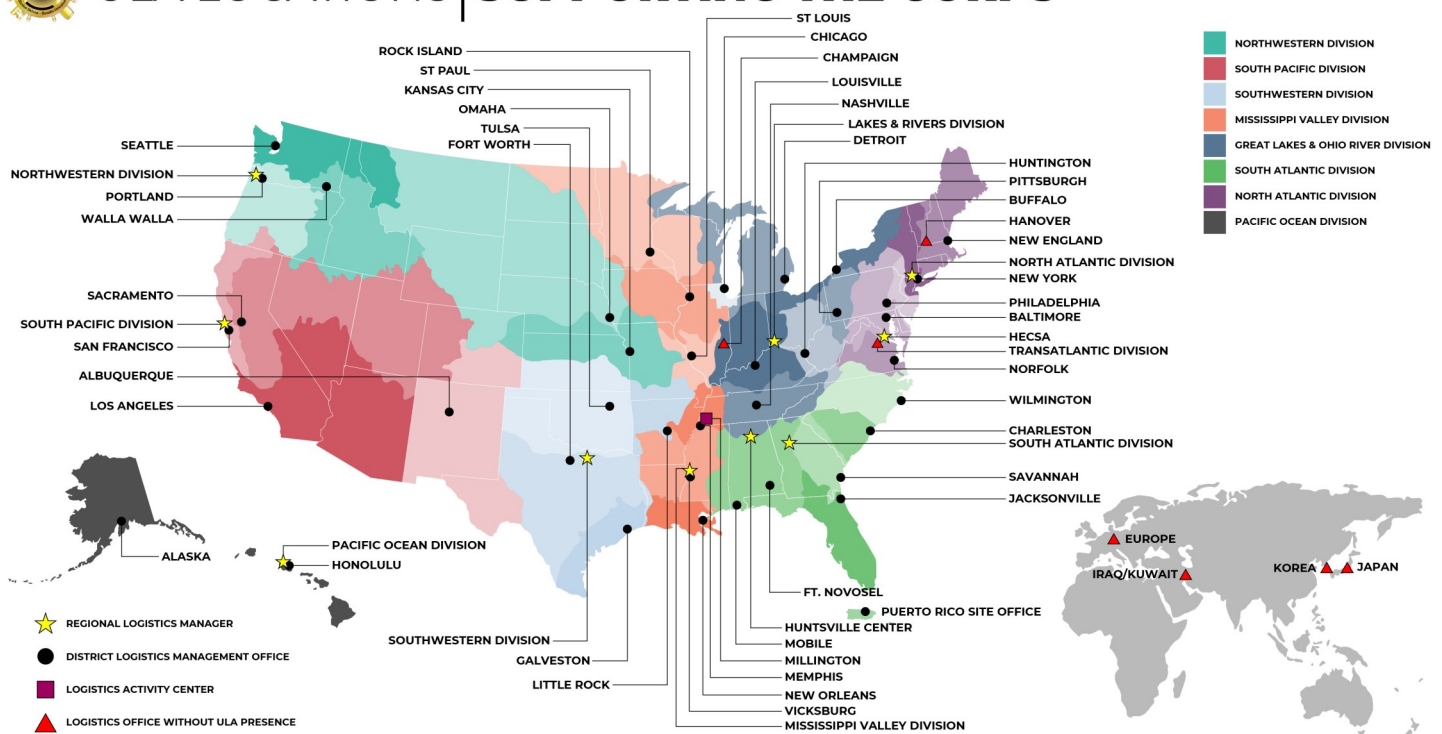 ST LOUIS
CHICAGO
CHAMPAIGN
LOUISVILLE
NASHVILLE
LAKES & RIVERS DIVISION
DETROIT
HUNTINGTON
PITTSBURGH
BUFFALO
HANOVER
NEW ENGLAND
NORTH ATLANTIC DIVISION
NEW YORK
PHILADELPHIA
BALTIMORE
HECSA
TRANSATLANTIC DIVISION
NORFOLK
WILMINGTON
CHARLESTON
SOUTH ATLANTIC DIVISION
SAVANNAH
JACKSONVILLE
ROCK ISLAND
ST PAUL
KANSAS CITY
OMAHA
TULSA
FORT WORTH
SEATTLE
NORTHWESTERN DIVISION
PORTLAND
WALLA WALLA
SACRAMENTO
SOUTH PACIFIC DIVISION
SAN FRANCISCO
ALBUQUERQUE
LOS ANGELES
ALASKA
PACIFIC OCEAN DIVISION
HONOLULU
SOUTHWESTERN DIVISION
GALVESTON
LITTLE ROCK
FT. NOVOSEL
PUERTO RICO SITE OFFICE
HUNTSVILLE CENTER
MOBILE
MILLINGTON
MEMPHIS
NEW ORLEANS
VICKSBURG
MISSISSIPPI VALLEY DIVISION
REGIONAL LOGISTICS MANAGER
DISTRICT LOGISTICS MANAGEMENT OFFICE
LOGISTICS ACTIVITY CENTER
LOGISTICS OFFICE WITHOUT ULA PRESENCE
NORTHWESTERN DIVISION
SOUTH PACIFIC DIVISION
SOUTHWESTERN DIVISION
MISSISSIPPI VALLEY DIVISION
GREAT LAKES & OHIO RIVER DIVISION
SOUTH ATLANTIC DIVISION
NORTH ATLANTIC DIVISION
PACIFIC OCEAN DIVISION
EUROPE
IRAQ/KUWAIT
KOREA
JAPAN